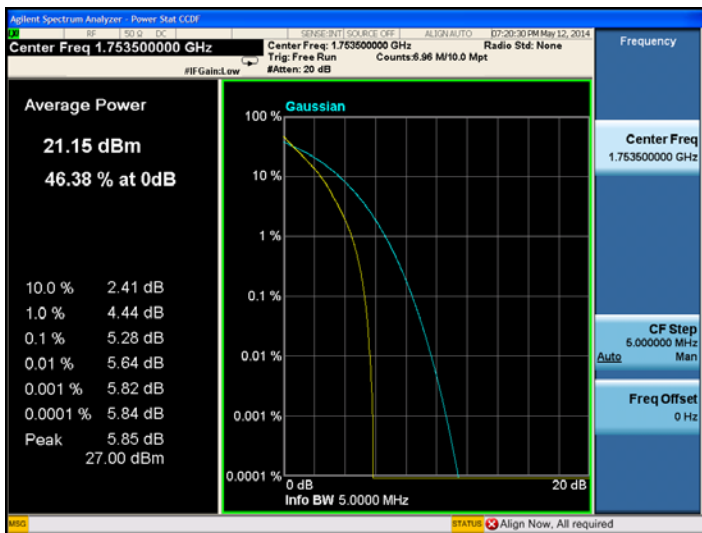 Agilent Spectrum Analyzer - Power Stat CCDF
LXI RF 50 Ω DC SENSE:INT SOURCE OFF ALIGN AUTO 07:20:30 PM May 12, 2014
Center Freq 1.753500000 GHz
Center Freq: 1.753500000 GHz Radio Std: None
Trig: Free Run Counts:6.96 M/10.0 Mpt
#IFGain:Low #Atten: 20 dB
Frequency
Average Power
21.15 dBm
46.38 % at 0dB
10.0 % 2.41 dB
1.0 % 4.44 dB
0.1 % 5.28 dB
0.01 % 5.64 dB
0.001 % 5.82 dB
0.0001 % 5.84 dB
Peak 5.85 dB
27.00 dBm
Gaussian
100 %
10 %
1 %
0.1 %
0.01 %
0.001 %
0.0001 %
0 dB 20 dB
Info BW 5.0000 MHz
Center Freq
1.753500000 GHz
CF Step
5.000000 MHz
Auto Man
Freq Offset
0 Hz
MSG STATUS Align Now, All required